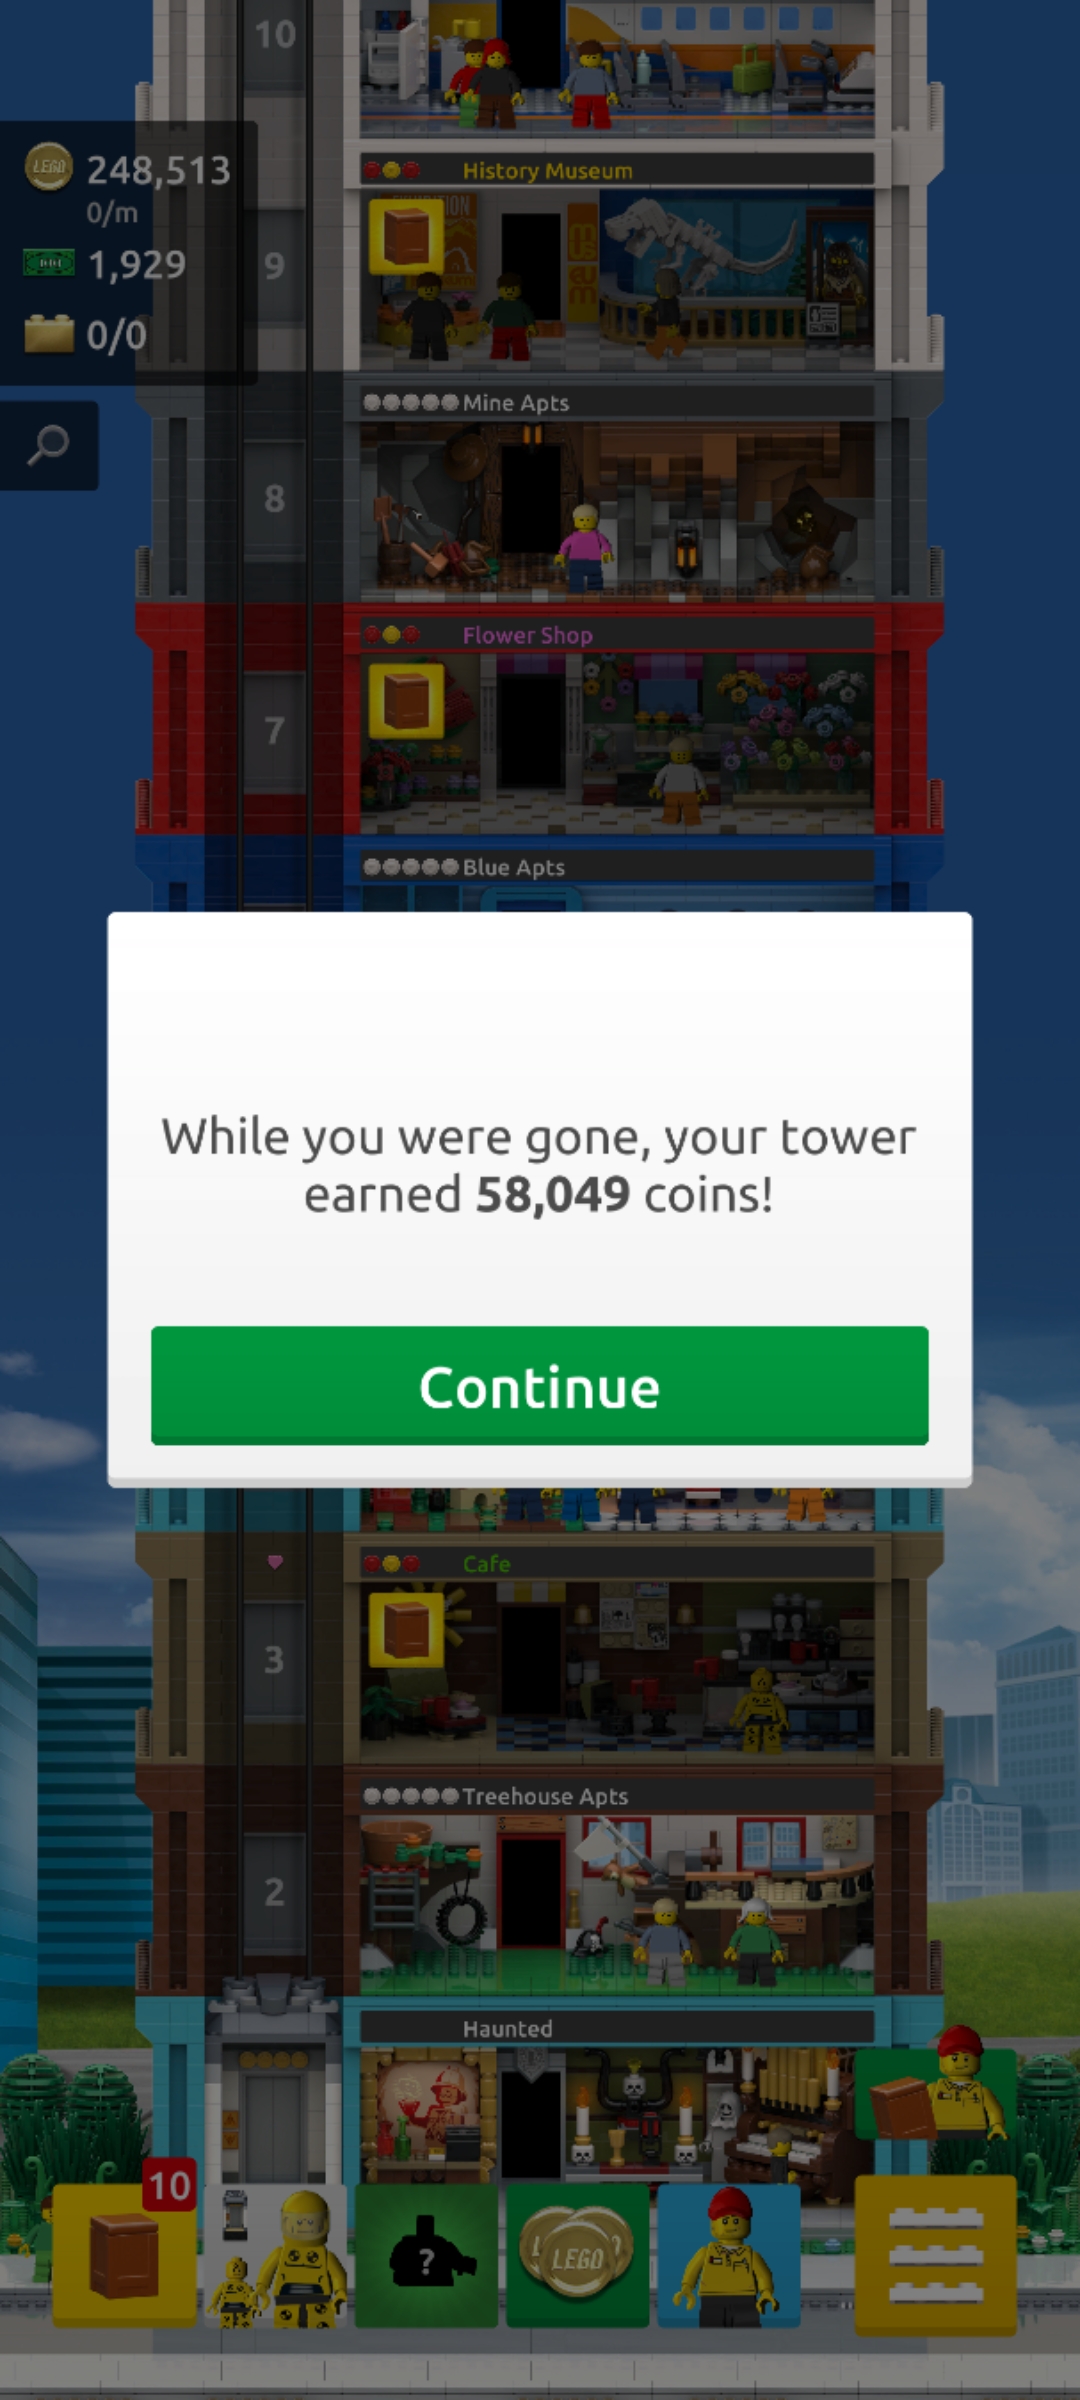 10
LEGO
248,513
0/m
1,929
0/0
History Museum
9
Mine Apts
8
Flower Shop
7
Blue Apts
While you were gone, your tower
earned 58,049 coins!
Continue
Cafe
3
Treehouse Apts
2
Haunted
10
?
LEGO